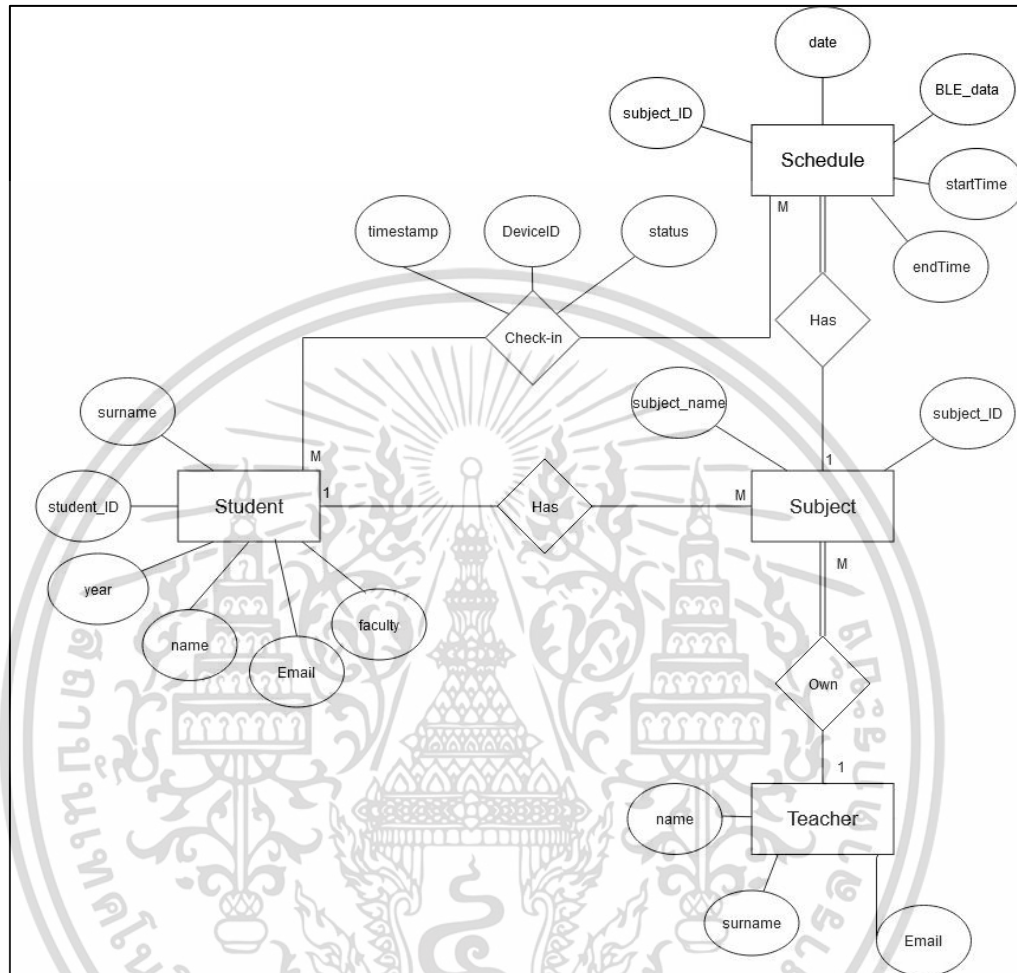 date
BLE_data
subject_ID
Schedule
startTime
M
timestamp
DeviceID
status
endTime
Has
Check-in
subject_name
subject_ID
surname
M
1
1
student_ID
Student
Has
M
Subject
year
M
name
faculty
Email
Own
1
name
Teacher
surname
Email